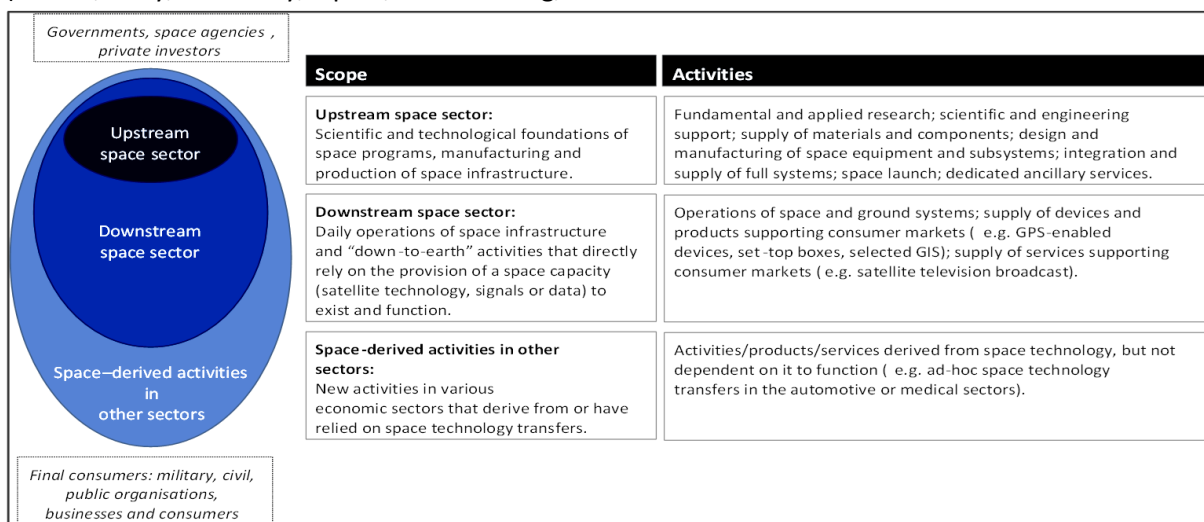 Governments, space agencies ,
private investors
Upstream
space sector
Downstream
space sector
Space–derived activities
in
other sectors
Final consumers: military, civil,
public organisations,
businesses and consumers
Scope
Activities
Upstream space sector:
Scientific and technological foundations of
space programs, manufacturing and
production of space infrastructure.
Fundamental and applied research; scientific and engineering
support; supply of materials and components; design and
manufacturing of space equipment and subsystems; integration and
supply of full systems; space launch; dedicated ancillary services.
Downstream space sector:
Daily operations of space infrastructure
and “down-to-earth” activities that directly
rely on the provision of a space capacity
(satellite technology, signals or data) to
exist and function.
Operations of space and ground systems; supply of devices and
products supporting consumer markets ( e.g. GPS-enabled
devices, set-top boxes, selected GIS); supply of services supporting
consumer markets ( e.g. satellite television broadcast).
Space-derived activities in other
sectors:
New activities in various
economic sectors that derive from or have
relied on space technology transfers.
Activities/products/services derived from space technology, but not
dependent on it to function ( e.g. ad-hoc space technology
transfers in the automotive or medical sectors).